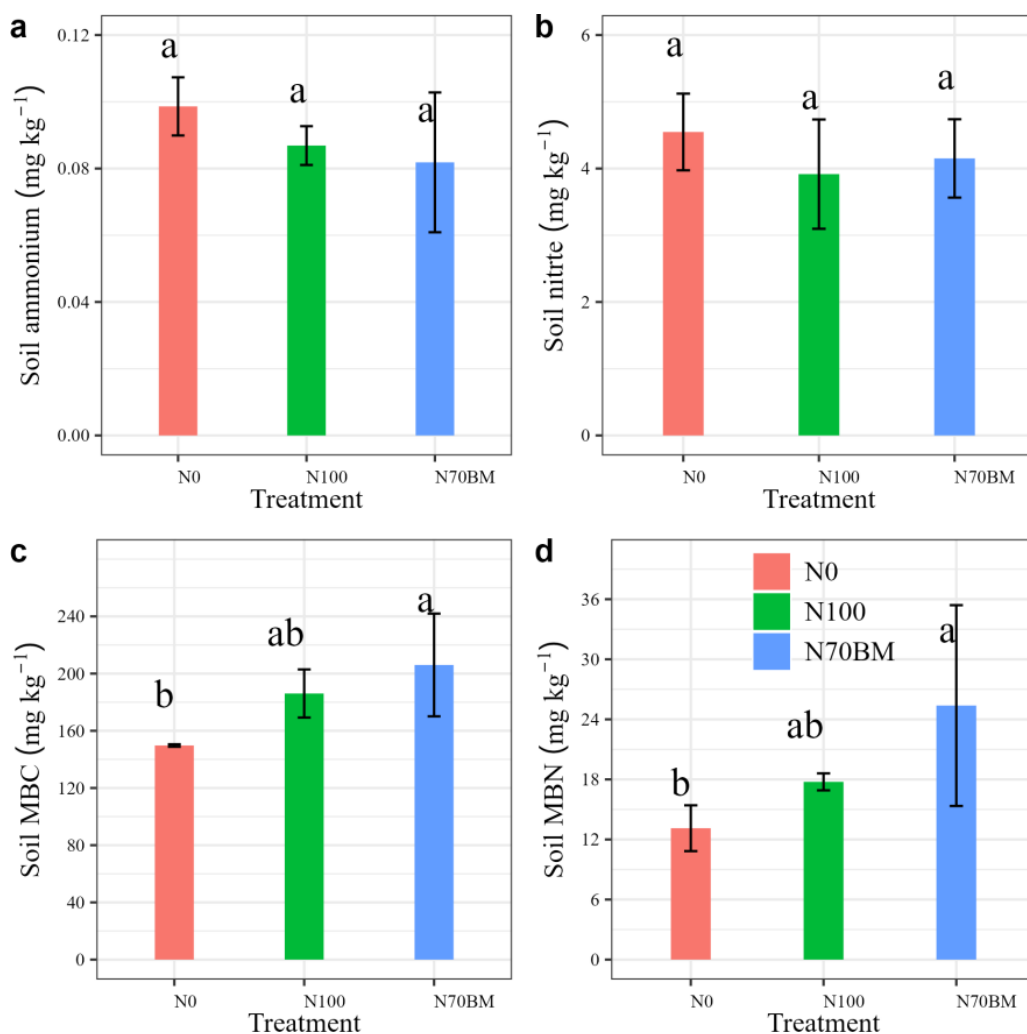 a
Soil ammonium (mg kg⁻¹)
0.12
0.08
0.04
0.00
a
a
a
N0
N100
N70BM
Treatment
b
Soil nitrte (mg kg⁻¹)
6
4
2
0
a
a
a
N0
N100
N70BM
Treatment
c
Soil MBC (mg kg⁻¹)
240
200
160
120
80
40
0
b
ab
a
N0
N100
N70BM
Treatment
d
Soil MBN (mg kg⁻¹)
36
30
24
18
12
6
0
N0
N100
N70BM
b
ab
a
N0
N100
N70BM
Treatment